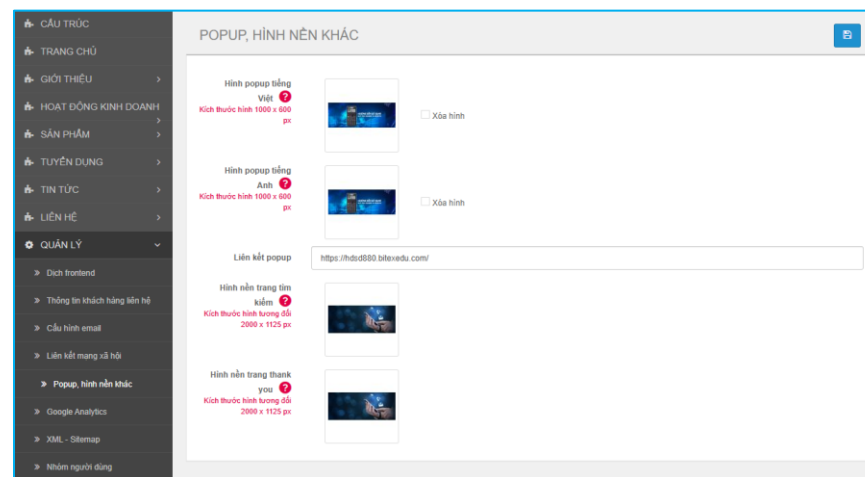 CẤU TRÚC
TRANG CHỦ
GIỚI THIỆU
HOẠT ĐỘNG KINH DOANH
SẢN PHẨM
TUYỂN DỤNG
TIN TỨC
LIÊN HỆ
QUẢN LÝ
Dịch frontend
Thông tin khách hàng liên hệ
Cấu hình email
Liên kết mạng xã hội
Popup, hình nền khác
Google Analytics
XML - Sitemap
Nhóm người dùng
POPUP, HÌNH NỀN KHÁC
Hình popup tiếng
Việt ?
Kích thước hình 1000 x 600
px
Xóa hình
Hình popup tiếng
Anh ?
Kích thước hình 1000 x 600
px
Xóa hình
Liên kết popup
https://hdsd880.bitexedu.com/
Hình nền trang tìm
kiếm ?
Kích thước hình tương đối
2000 x 1125 px
Hình nền trang thank
you ?
Kích thước hình tương đối
2000 x 1125 px